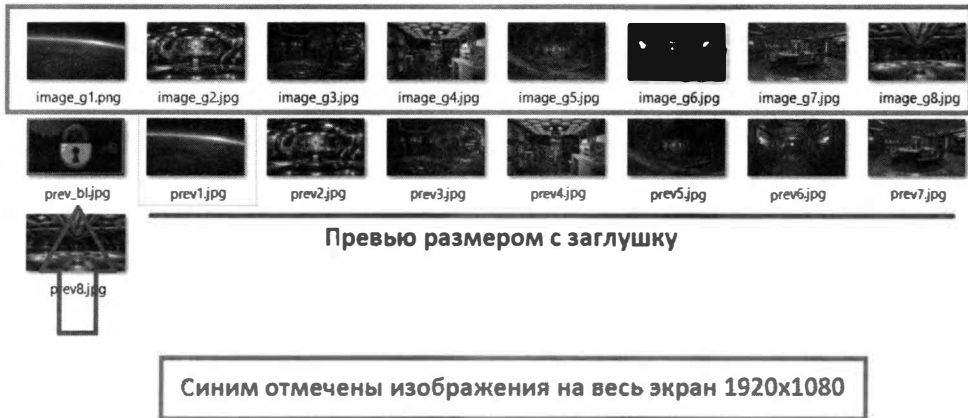 image_g1.png image_g2.jpg image_g3.jpg image_g4.jpg image_g5.jpg image_g6.jpg image_g7.jpg image_g8.jpg
prev_bl.jpg prev1.jpg prev2.jpg prev3.jpg prev4.jpg prev5.jpg prev6.jpg prev7.jpg
Превью размером с заглушку
prev8.jpg
Синим отмечены изображения на весь экран 1920x1080